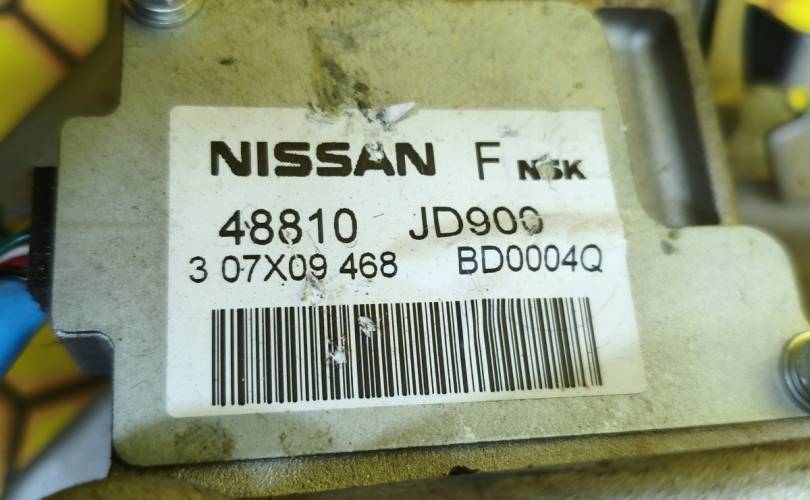 NISSAN F NSK
48810 JD900
3 07X09 468 BD0004Q